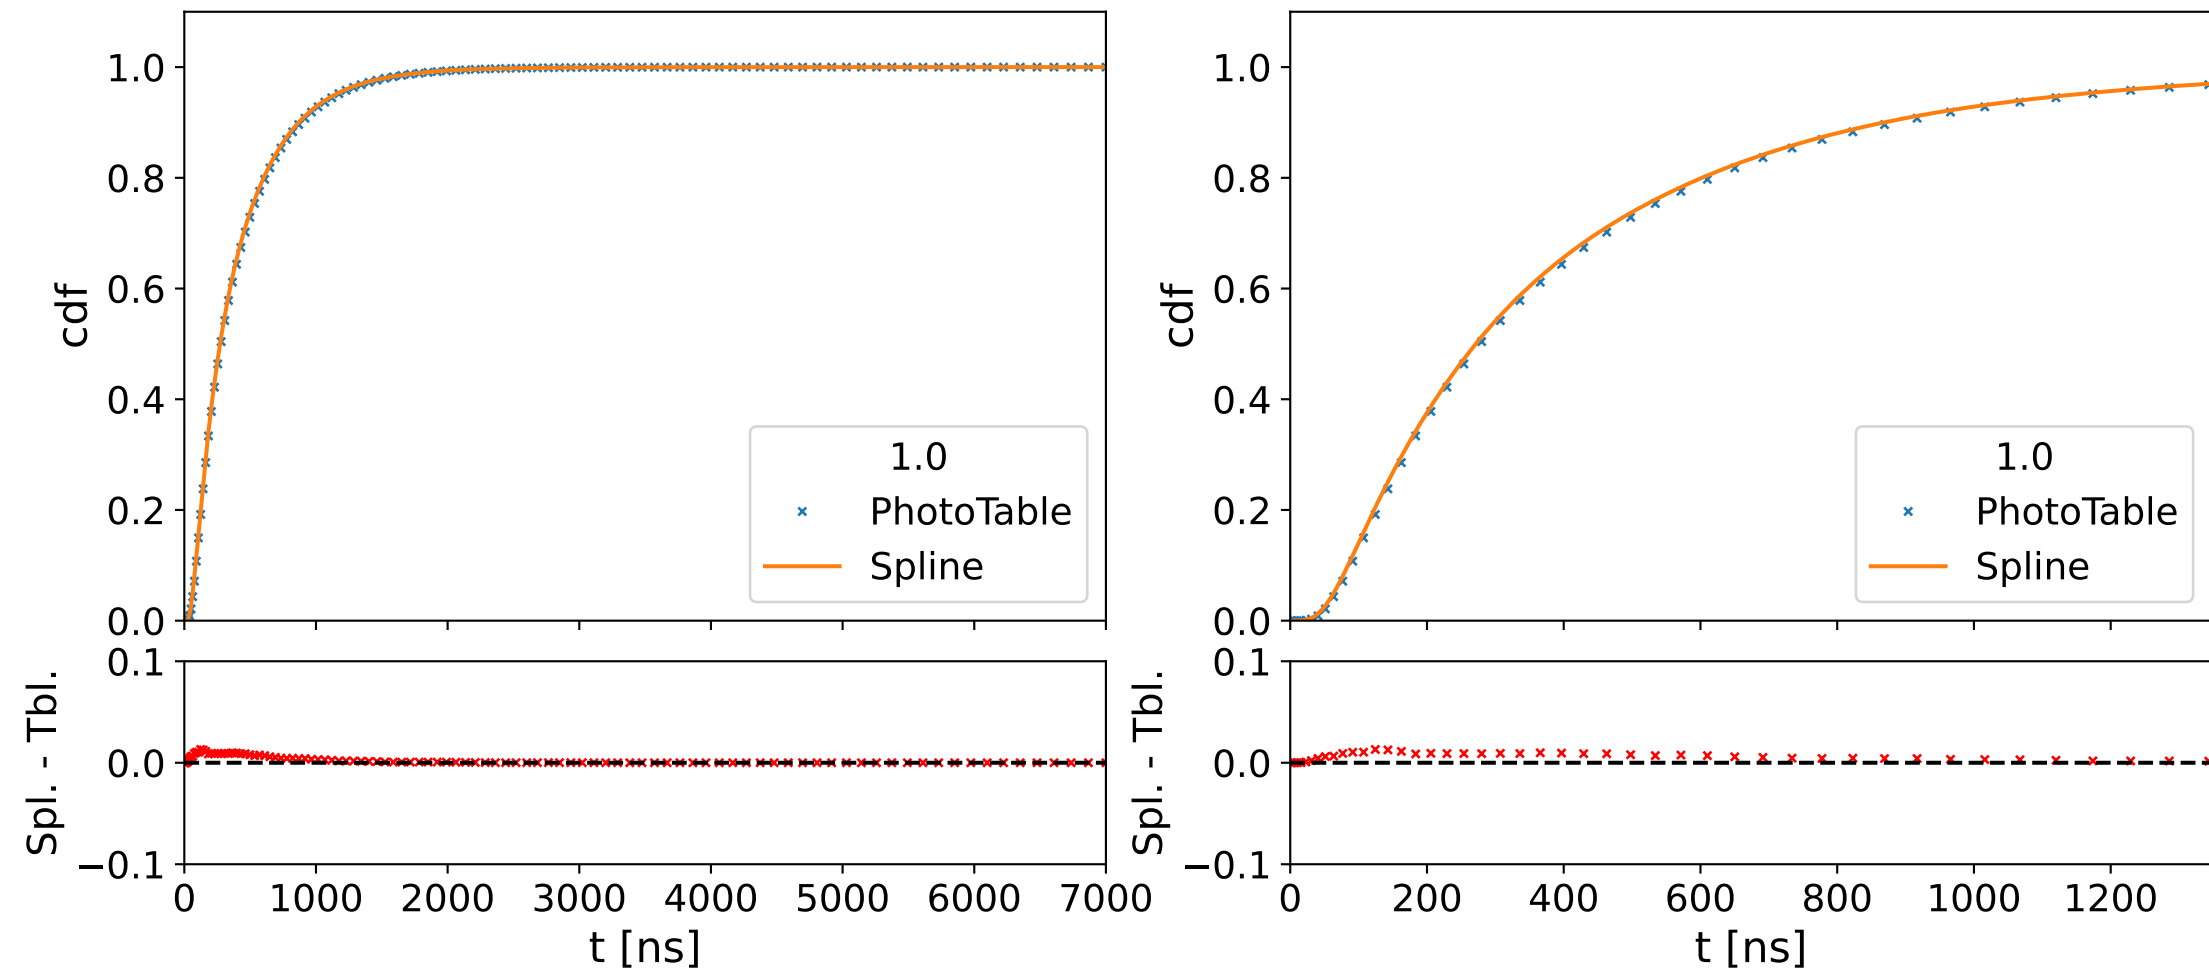 1.0
0.8
0.6
0.4
0.2
0.0
cdf
1.0
PhotoTable
Spline
0.1
0.0
−0.1
Spl. - Tbl.
0 1000 2000 3000 4000 5000 6000 7000
t [ns]
1.0
0.8
0.6
0.4
0.2
0.0
cdf
1.0
PhotoTable
Spline
0.1
0.0
−0.1
Spl. - Tbl.
0 200 400 600 800 1000 1200
t [ns]